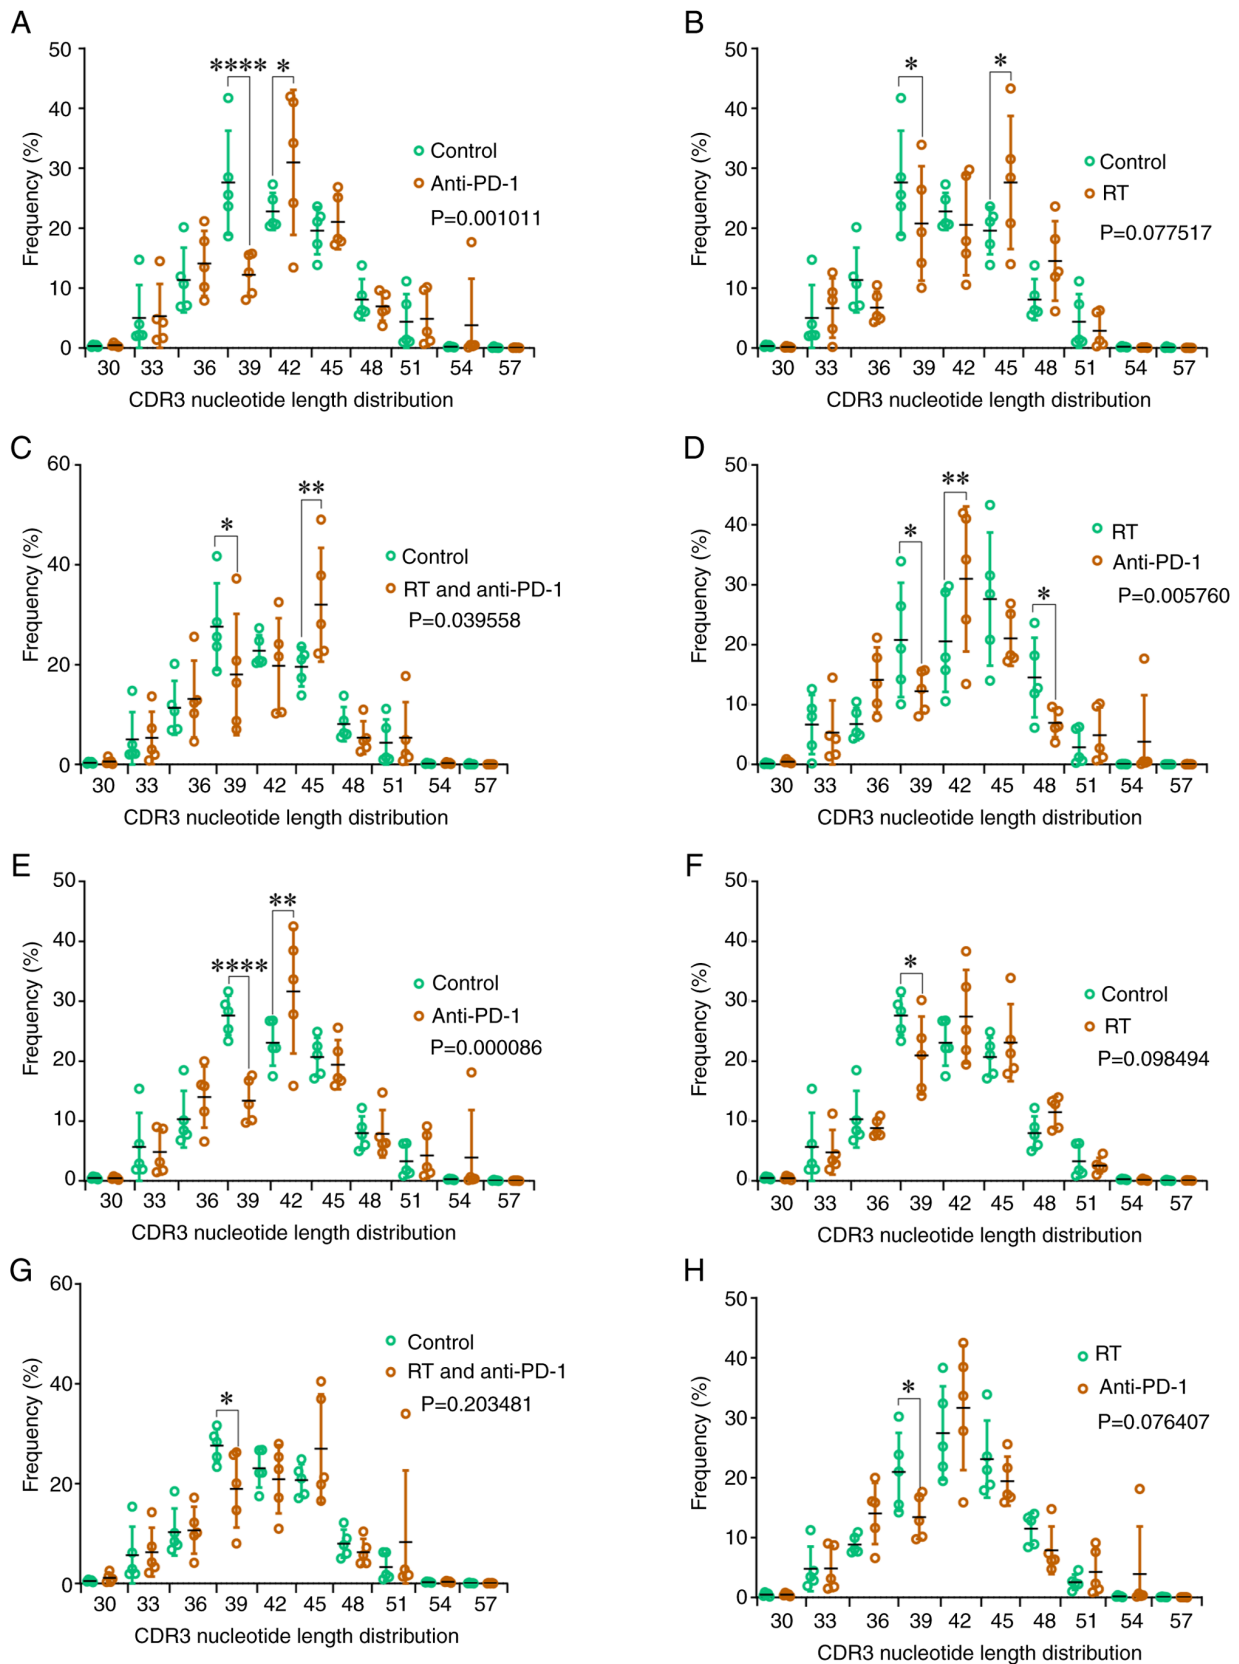 A
B
50
40
30
20
10
0
Frequency (%)
**** *
Control
Anti-PD-1
P=0.001011
30 33 36 39 42 45 48 51 54 57
CDR3 nucleotide length distribution
50
40
30
20
10
0
Frequency (%)
* *
Control
RT
P=0.077517
30 33 36 39 42 45 48 51 54 57
CDR3 nucleotide length distribution
C
D
60
40
20
0
Frequency (%)
* **
Control
RT and anti-PD-1
P=0.039558
30 33 36 39 42 45 48 51 54 57
CDR3 nucleotide length distribution
50
40
30
20
10
0
Frequency (%)
* ** *
RT
Anti-PD-1
P=0.005760
30 33 36 39 42 45 48 51 54 57
CDR3 nucleotide length distribution
E
F
50
40
30
20
10
0
Frequency (%)
**** **
Control
Anti-PD-1
P=0.000086
30 33 36 39 42 45 48 51 54 57
CDR3 nucleotide length distribution
50
40
30
20
10
0
Frequency (%)
*
Control
RT
P=0.098494
30 33 36 39 42 45 48 51 54 57
CDR3 nucleotide length distribution
G
H
60
40
20
0
Frequency (%)
*
Control
RT and anti-PD-1
P=0.203481
30 33 36 39 42 45 48 51 54 57
CDR3 nucleotide length distribution
50
40
30
20
10
0
Frequency (%)
*
RT
Anti-PD-1
P=0.076407
30 33 36 39 42 45 48 51 54 57
CDR3 nucleotide length distribution